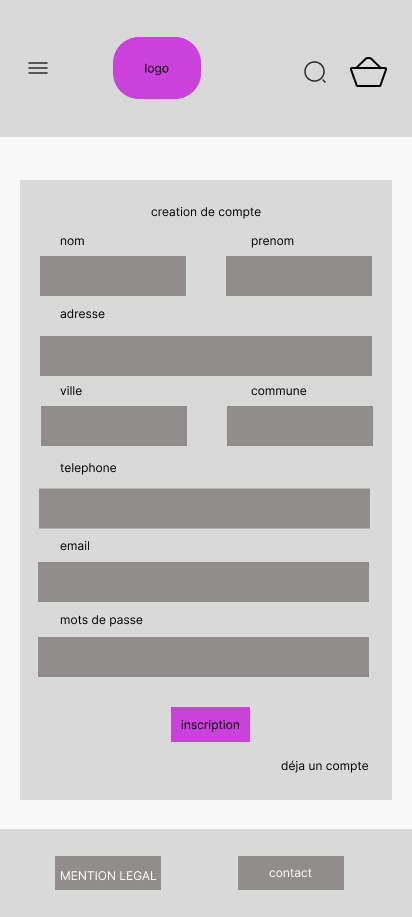 logo
creation de compte
nom prenom
adresse
ville commune
telephone
email
mots de passe
inscription
déja un compte
MENTION LEGAL contact